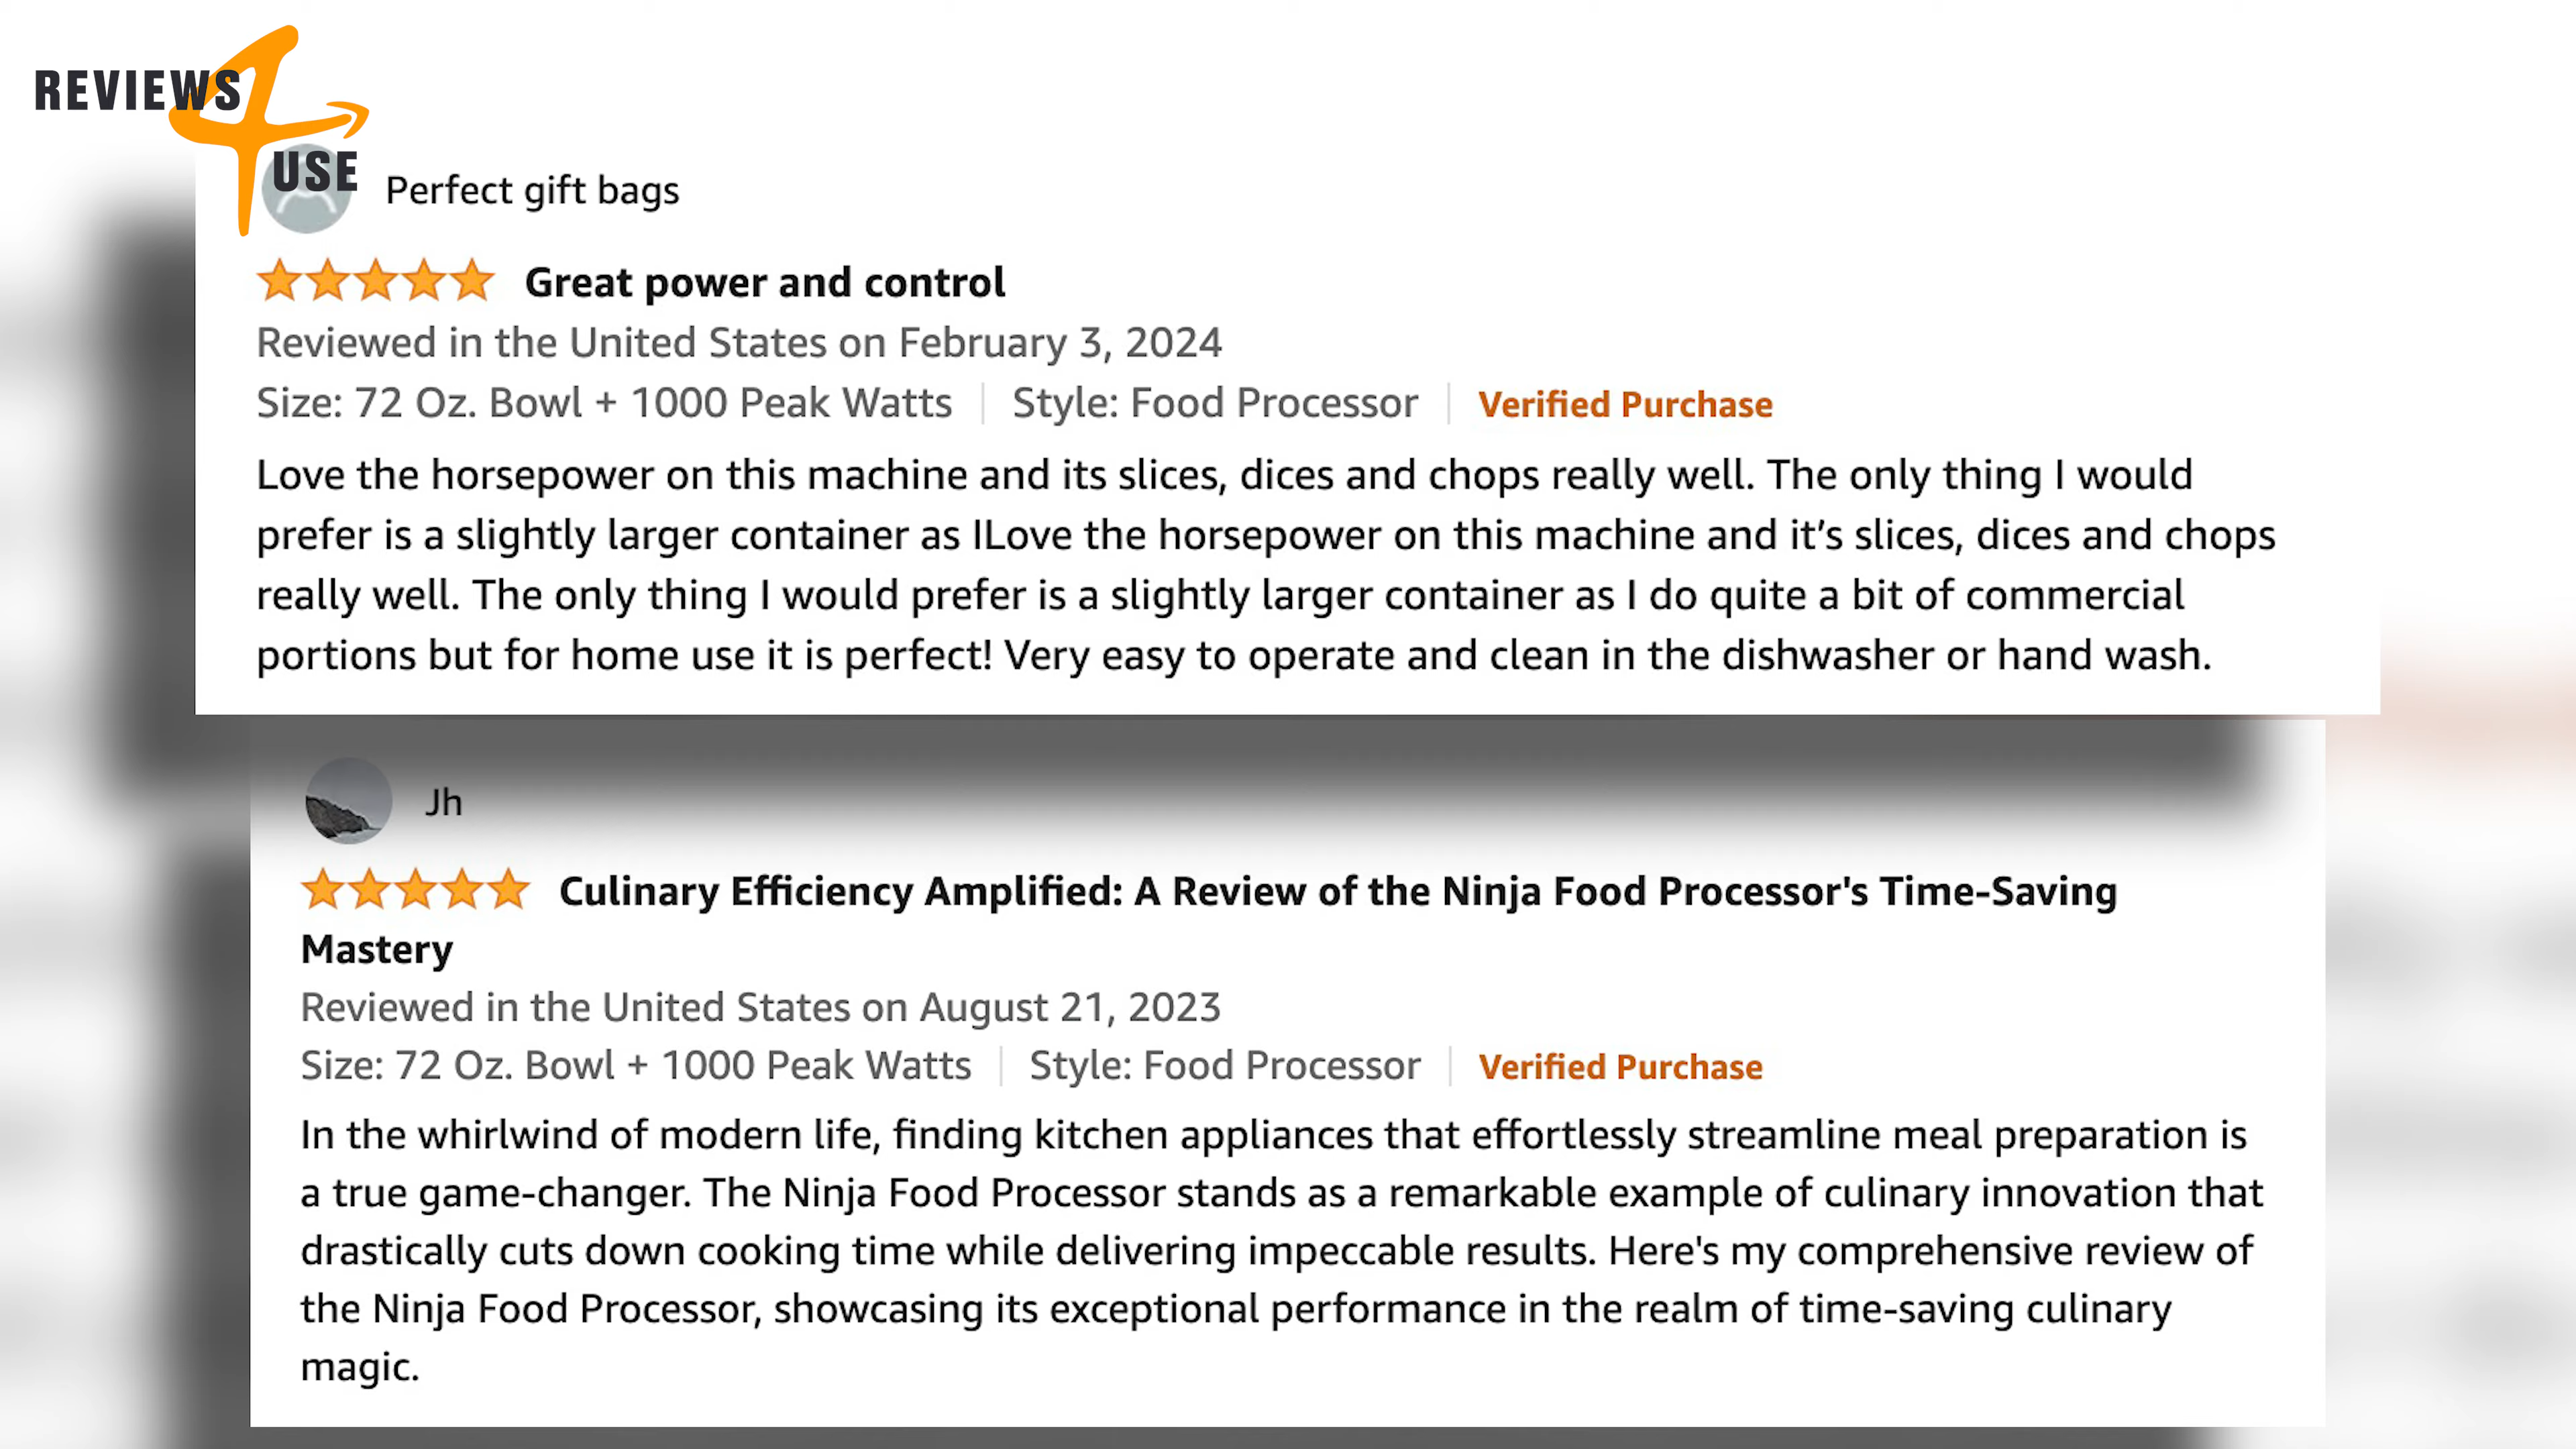 REVIEWS
4
USE
Perfect gift bags
Great power and control
Reviewed in the United States on February 3, 2024
Size: 72 Oz. Bowl + 1000 Peak Watts | Style: Food Processor | Verified Purchase
Love the horsepower on this machine and its slices, dices and chops really well. The only thing I would
prefer is a slightly larger container as ILove the horsepower on this machine and it’s slices, dices and chops
really well. The only thing I would prefer is a slightly larger container as I do quite a bit of commercial
portions but for home use it is perfect! Very easy to operate and clean in the dishwasher or hand wash.
Jh
Culinary Efficiency Amplified: A Review of the Ninja Food Processor's Time-Saving
Mastery
Reviewed in the United States on August 21, 2023
Size: 72 Oz. Bowl + 1000 Peak Watts | Style: Food Processor | Verified Purchase
In the whirlwind of modern life, finding kitchen appliances that effortlessly streamline meal preparation is
a true game-changer. The Ninja Food Processor stands as a remarkable example of culinary innovation that
drastically cuts down cooking time while delivering impeccable results. Here's my comprehensive review of
the Ninja Food Processor, showcasing its exceptional performance in the realm of time-saving culinary
magic.